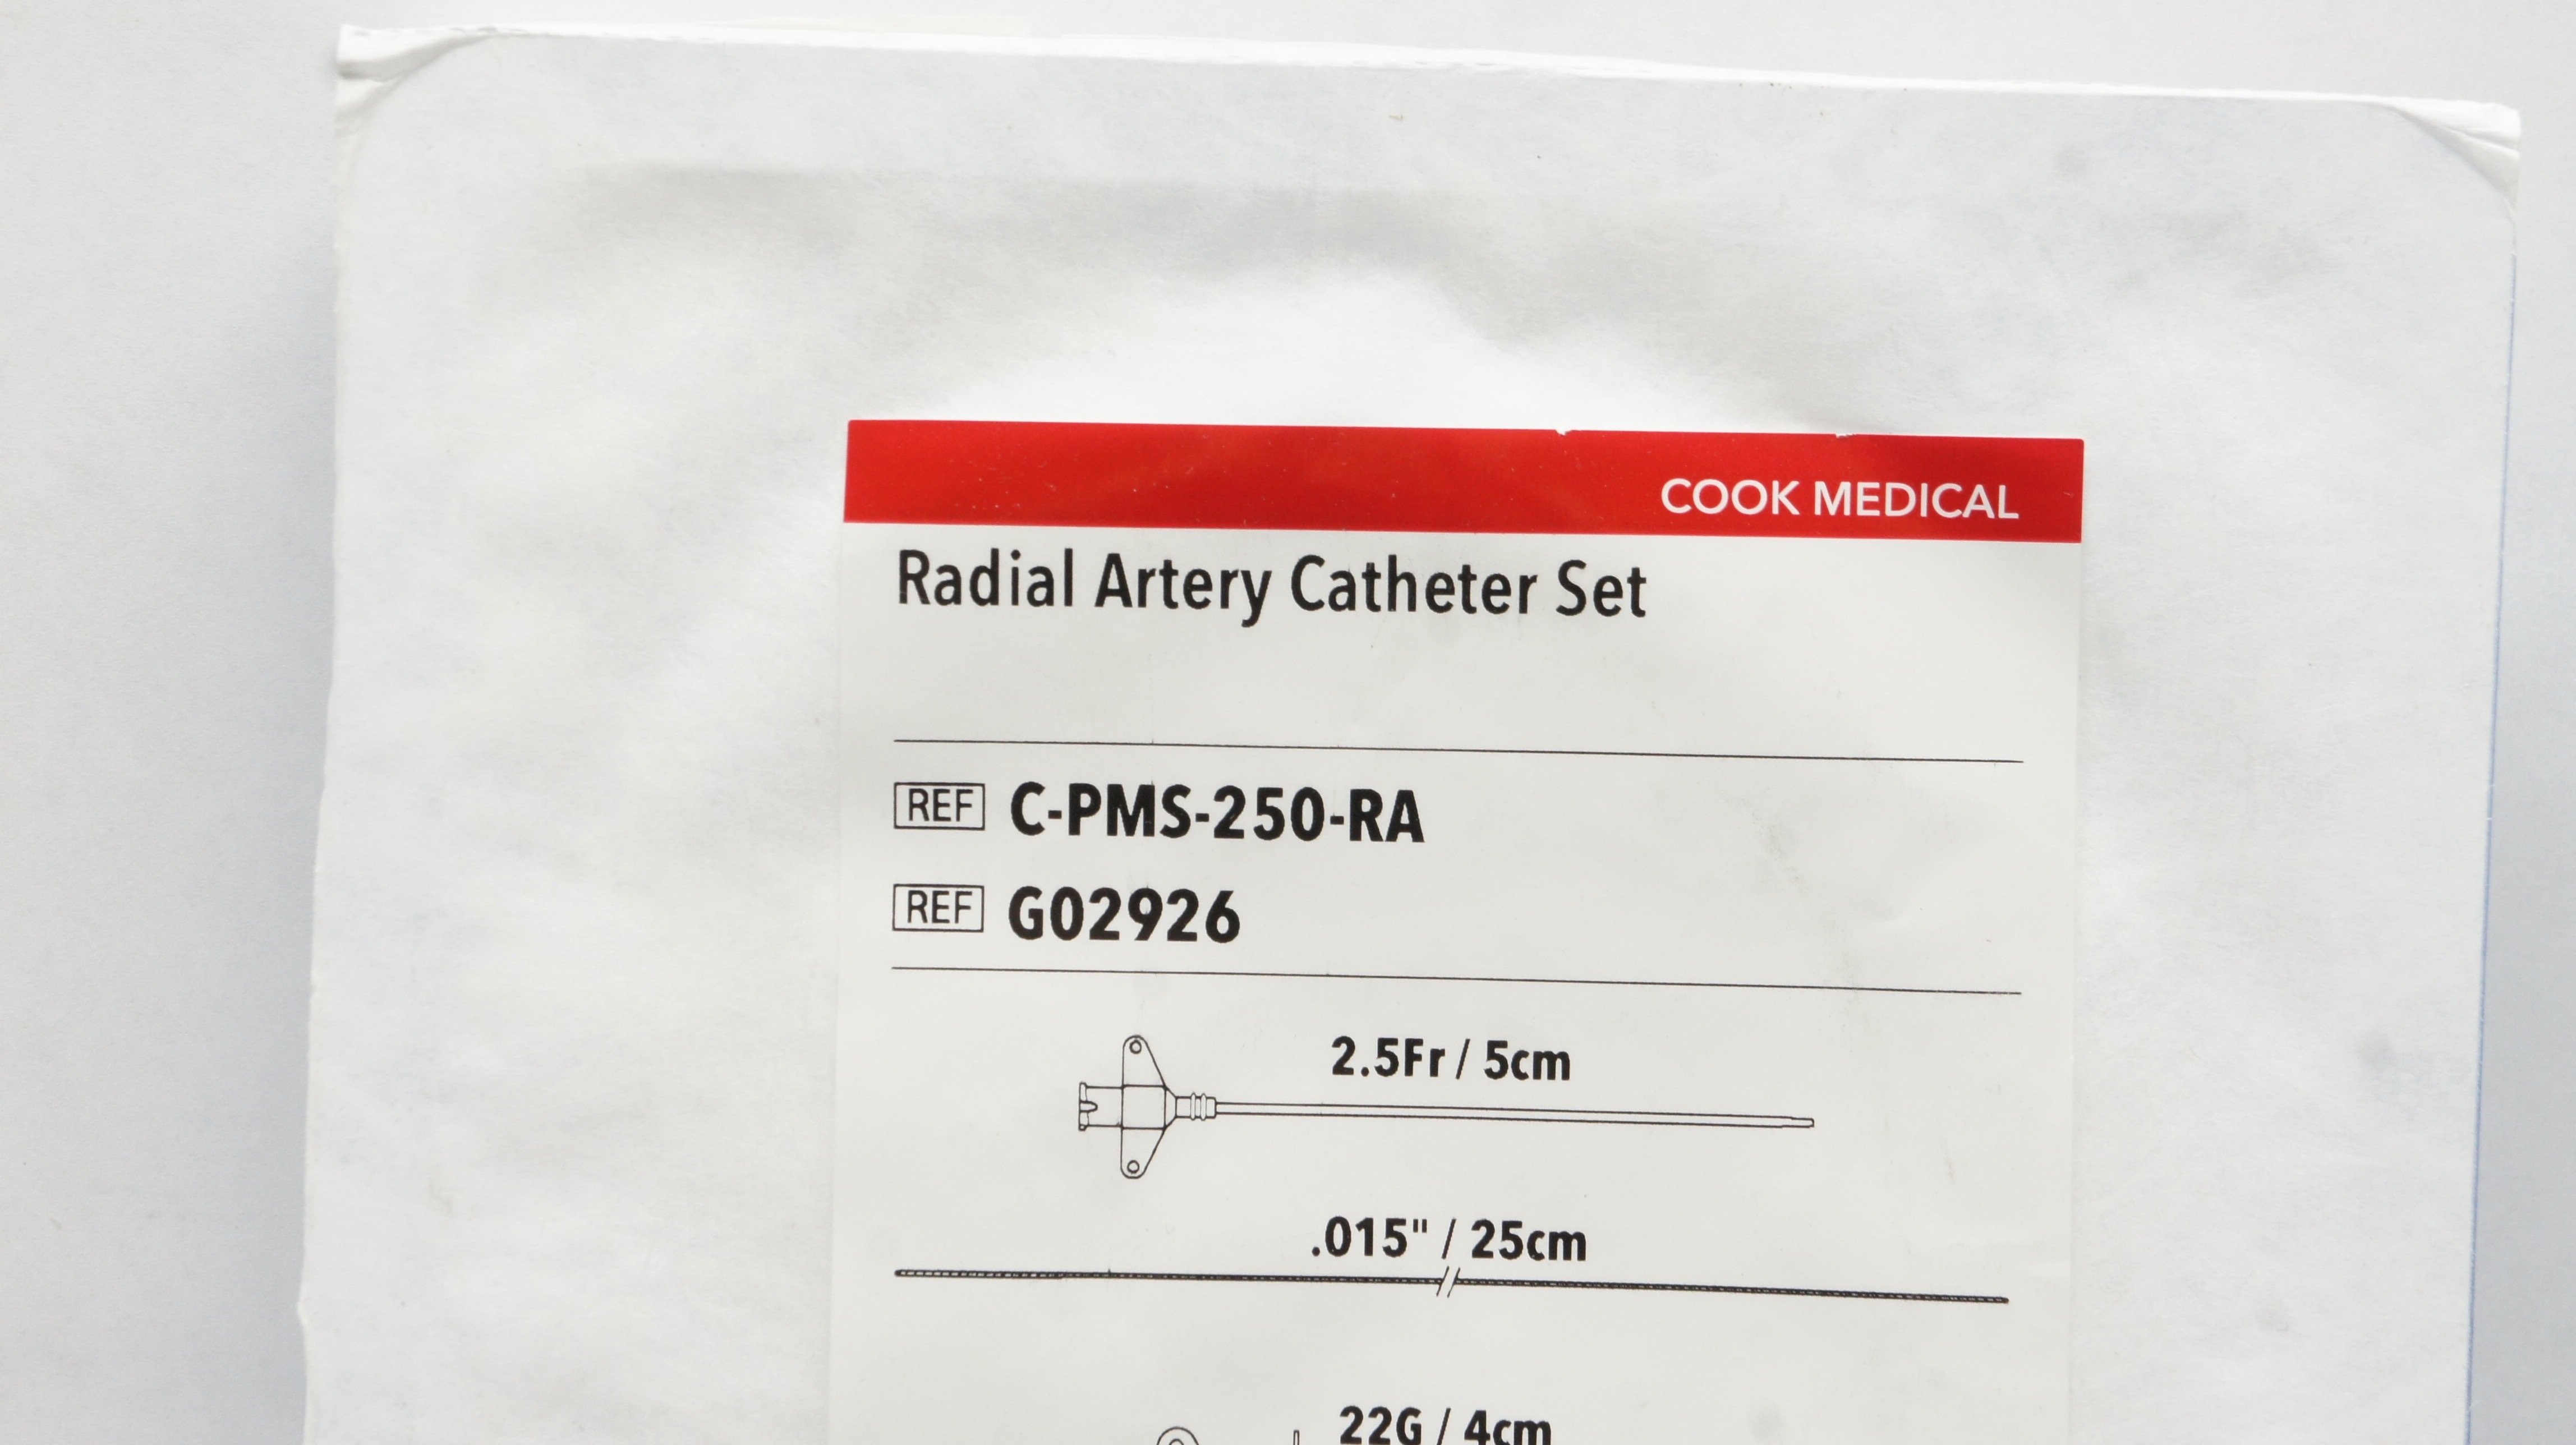 COOK MEDICAL
Radial Artery Catheter Set
REF C-PMS-250-RA
REF G02926
2.5Fr / 5cm
.015" / 25cm
22G / 4cm